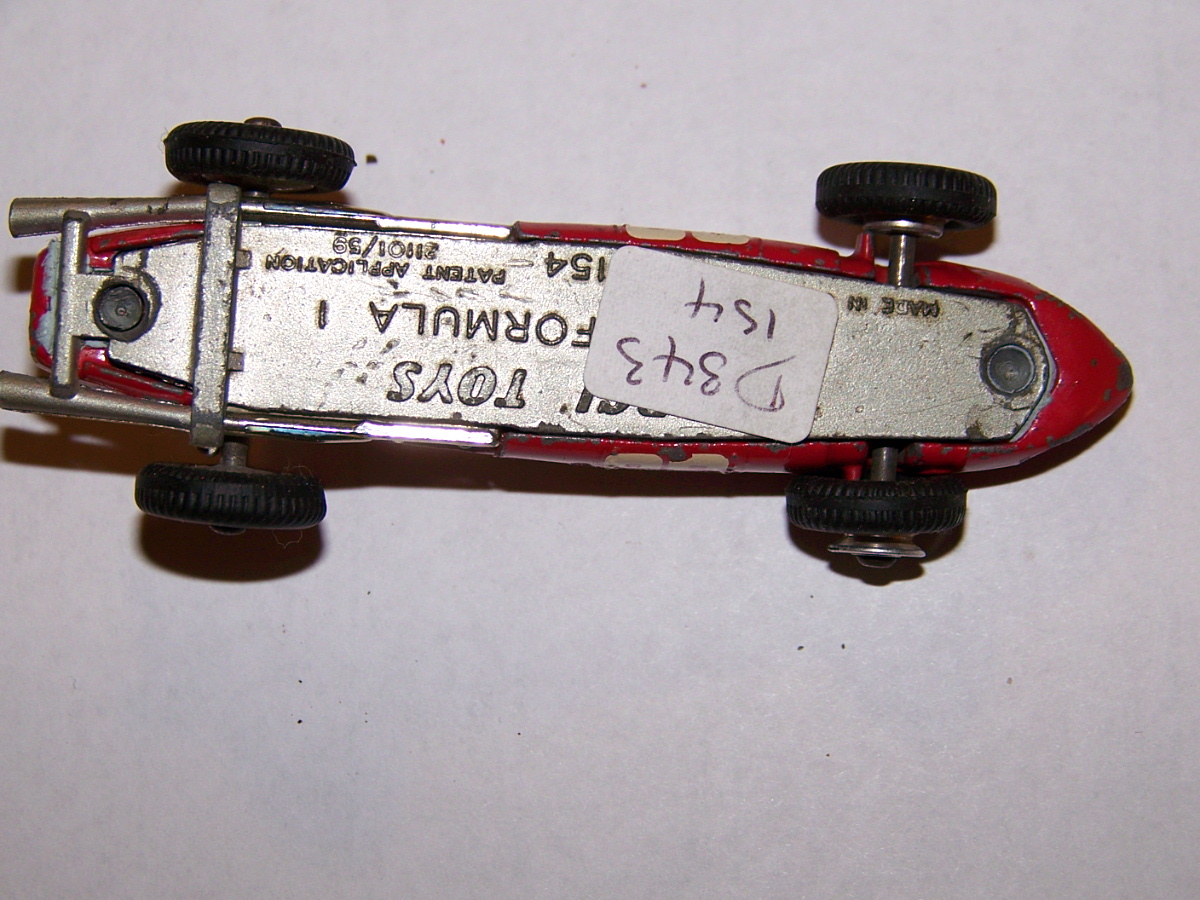 TOYS
FORMULA 1
154
PATENT APPLICATION
21101/59
MADE IN
D343
154